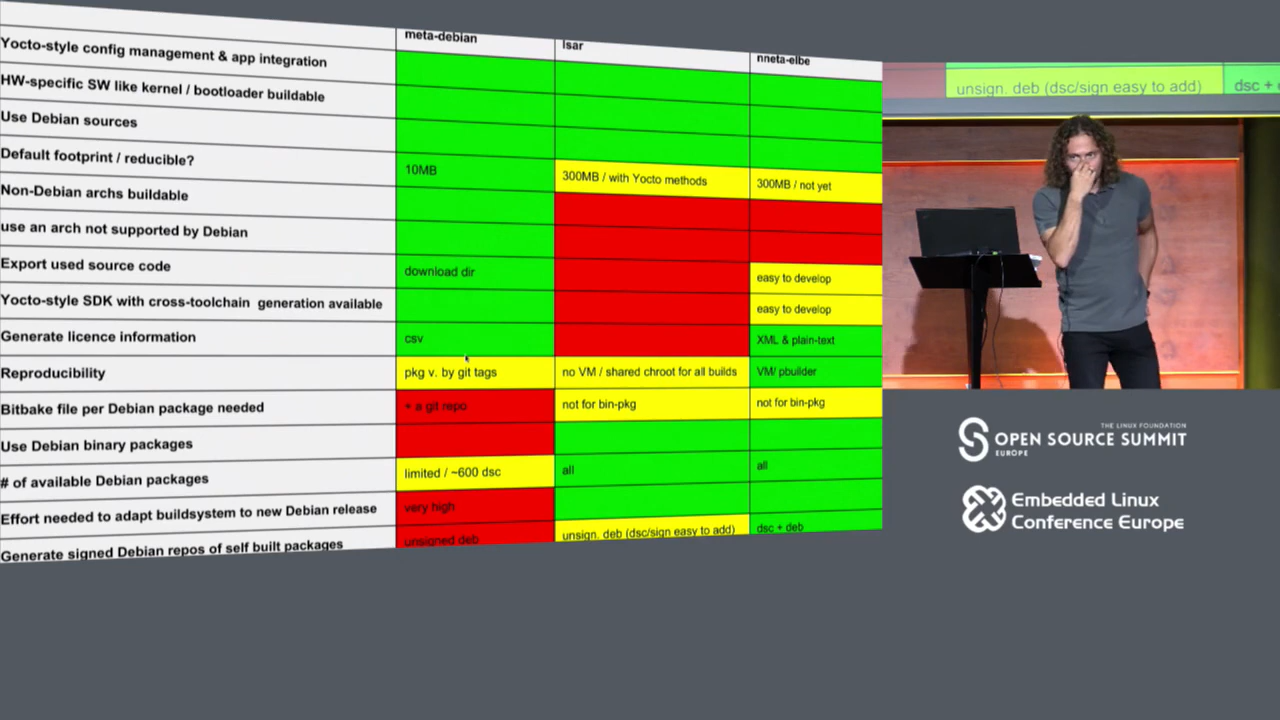 meta-debian Isar nneta-elbe
Yocto-style config management & app integration
HW-specific SW like kernel / bootloader buildable
Use Debian sources
Default footprint / reducible? 10MB 300MB / with Yocto methods 300MB / not yet
Non-Debian archs buildable
use an arch not supported by Debian
Export used source code download dir easy to develop
Yocto-style SDK with cross-toolchain generation available easy to develop
Generate licence information csv XML & plain-text
Reproducibility pkg v. by git tags no VM / shared chroot for all builds VM/ pbuilder
Bitbake file per Debian package needed + a git repo not for bin-pkg not for bin-pkg
Use Debian binary packages
# of available Debian packages limited / ~600 dsc all all
Effort needed to adapt buildsystem to new Debian release very high
Generate signed Debian repos of self built packages unsigned deb unsign. deb (dsc/sign easy to add) dsc + deb
unsign. deb (dsc/sign easy to add) dsc +
THE LINUX FOUNDATION
OPEN SOURCE SUMMIT
EUROPE
Embedded Linux
Conference Europe